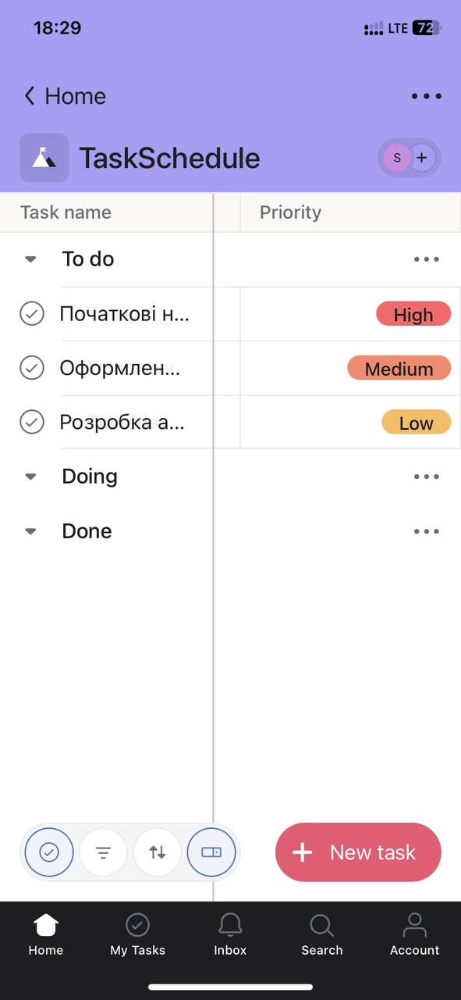 18:29 LTE 72
Home
TaskSchedule S +
Task name Priority
To do
Початкові н... High
Оформлен... Medium
Розробка а... Low
Doing
Done
+ New task
Home My Tasks Inbox Search Account